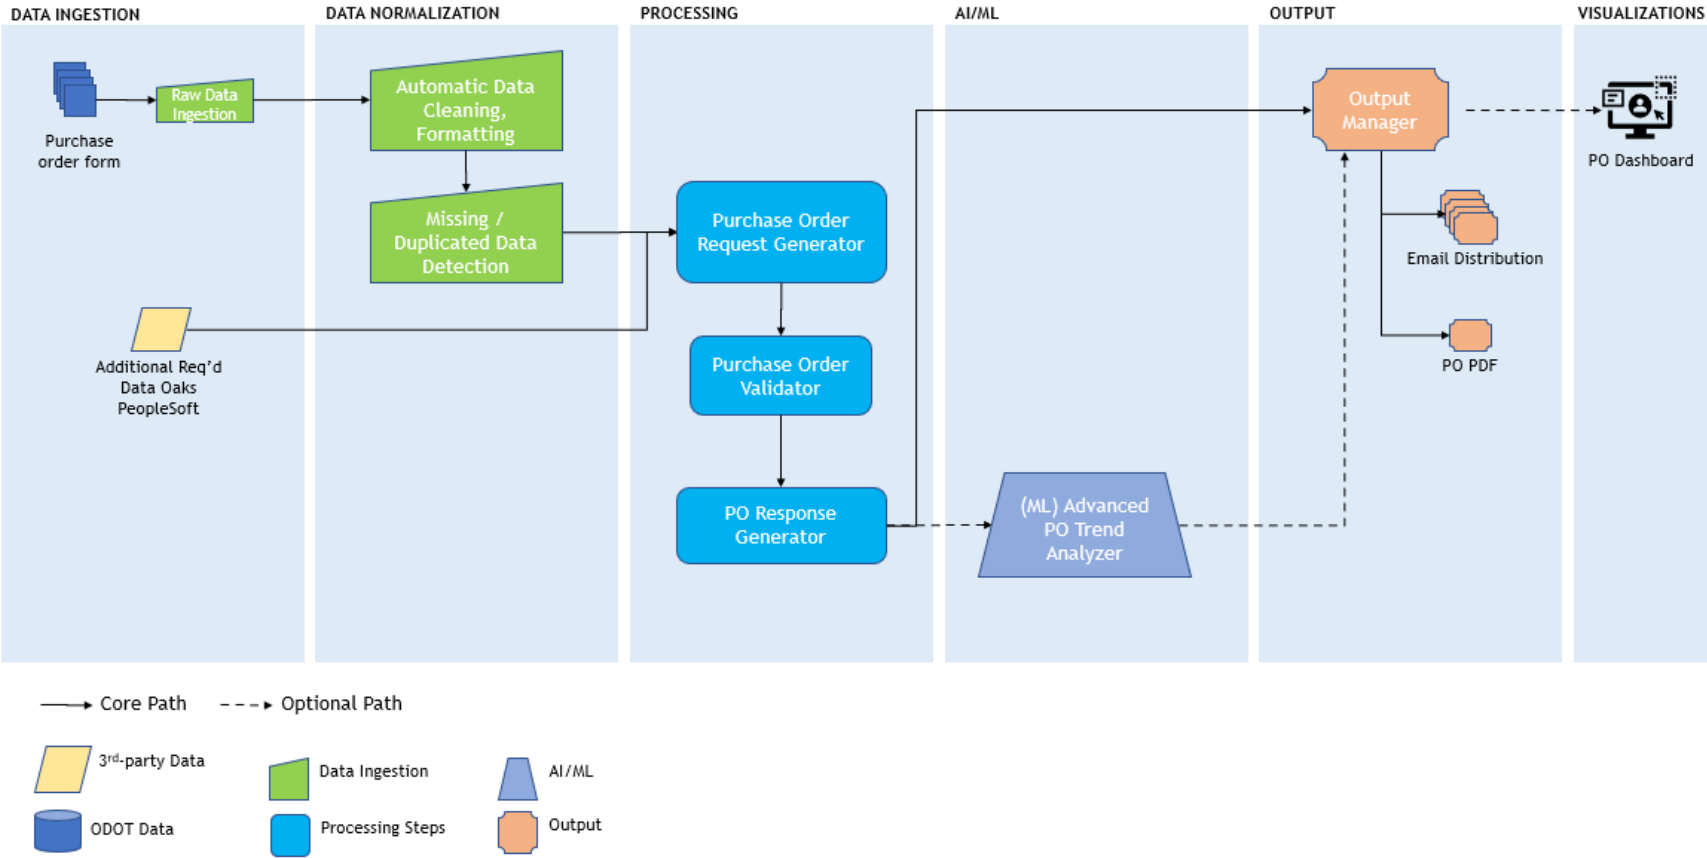 DATA INGESTION
DATA NORMALIZATION
PROCESSING
AI/ML
OUTPUT
VISUALIZATIONS
Purchase
order form
Raw Data
Ingestion
Automatic Data
Cleaning,
Formatting
Missing /
Duplicated Data
Detection
Additional Req’d
Data Oaks
PeopleSoft
Purchase Order
Request Generator
Purchase Order
Validator
PO Response
Generator
(ML) Advanced
PO Trend
Analyzer
Output
Manager
Email Distribution
PO PDF
PO Dashboard
Core Path
Optional Path
3rd-party Data
Data Ingestion
AI/ML
ODOT Data
Processing Steps
Output